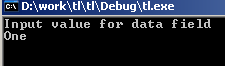 D:\work\tl\tl\Debug\tl.exe
Input value for data field
One